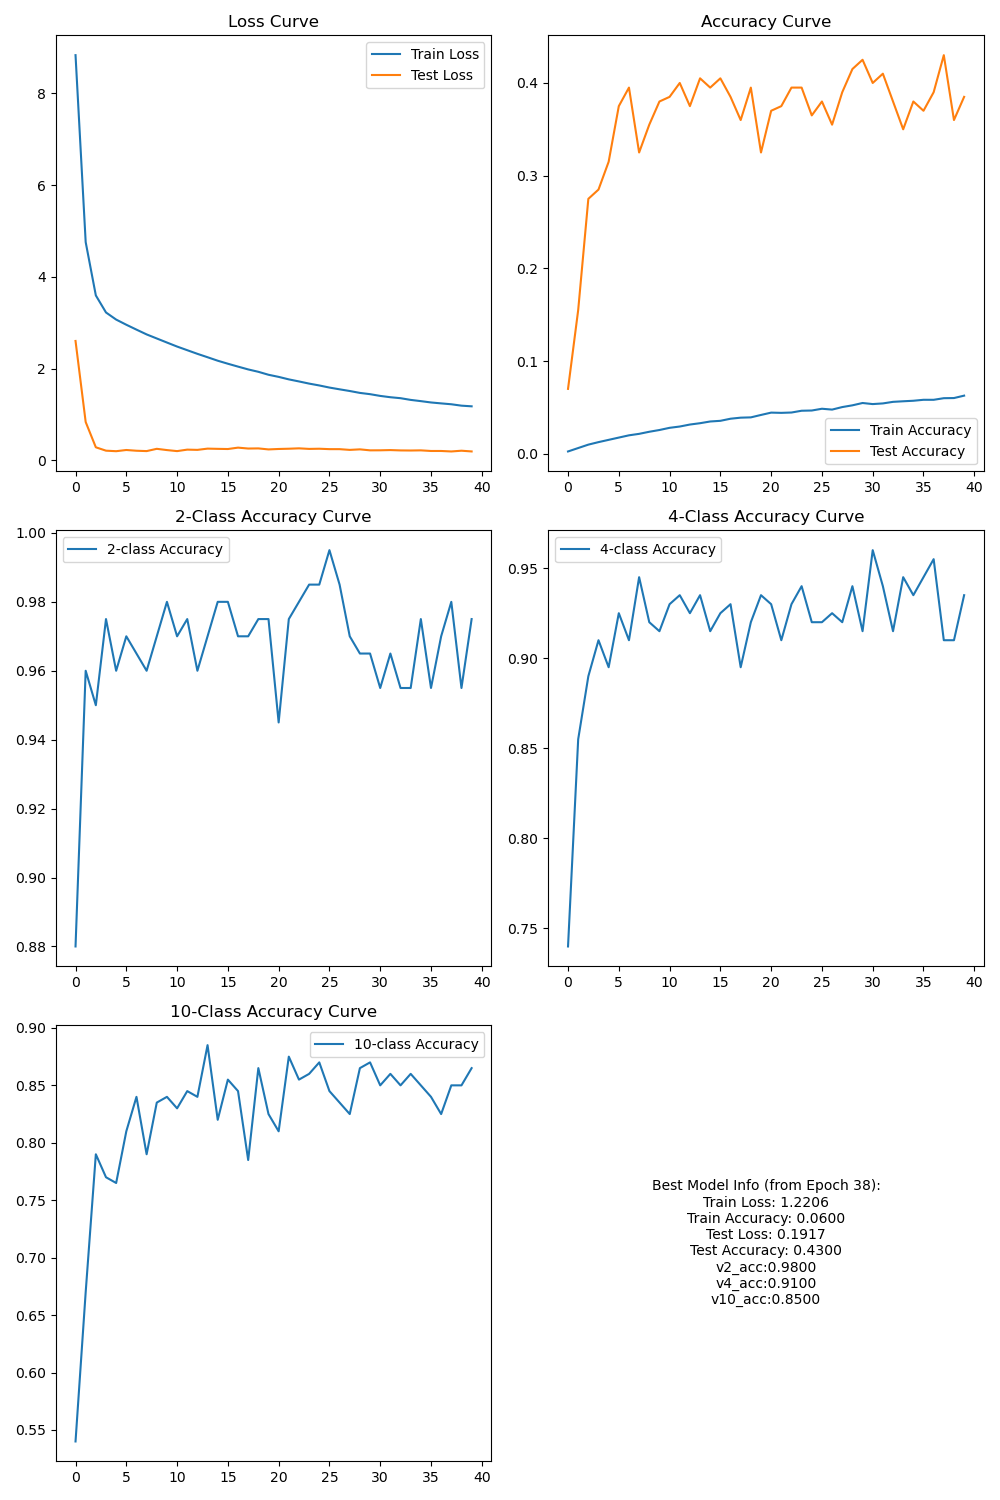 Loss Curve
Train Loss
Test Loss
8
6
4
2
0
0 5 10 15 20 25 30 35 40
Accuracy Curve
0.4
0.3
0.2
0.1
0.0
Train Accuracy
Test Accuracy
0 5 10 15 20 25 30 35 40
2-Class Accuracy Curve
2-class Accuracy
1.00
0.98
0.96
0.94
0.92
0.90
0.88
0 5 10 15 20 25 30 35 40
4-Class Accuracy Curve
4-class Accuracy
0.95
0.90
0.85
0.80
0.75
0 5 10 15 20 25 30 35 40
10-Class Accuracy Curve
10-class Accuracy
0.90
0.85
0.80
0.75
0.70
0.65
0.60
0.55
0 5 10 15 20 25 30 35 40
Best Model Info (from Epoch 38):
Train Loss: 1.2206
Train Accuracy: 0.0600
Test Loss: 0.1917
Test Accuracy: 0.4300
v2_acc:0.9800
v4_acc:0.9100
v10_acc:0.8500